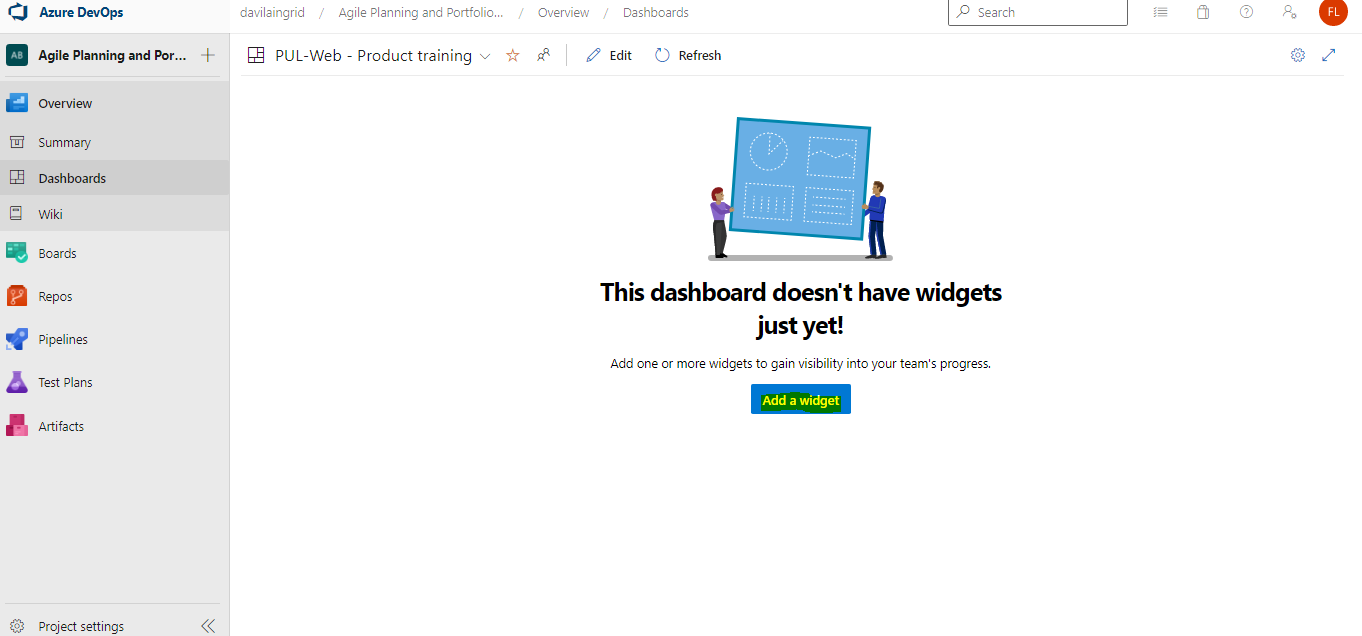 Azure DevOps
davilaingrid / Agile Planning and Portfolio... / Overview / Dashboards
Search
FL
AB Agile Planning and Por...
PUL-Web - Product training
Edit
Refresh
Overview
Summary
Dashboards
Wiki
Boards
Repos
Pipelines
Test Plans
Artifacts
Project settings
This dashboard doesn't have widgets
just yet!
Add one or more widgets to gain visibility into your team's progress.
Add a widget